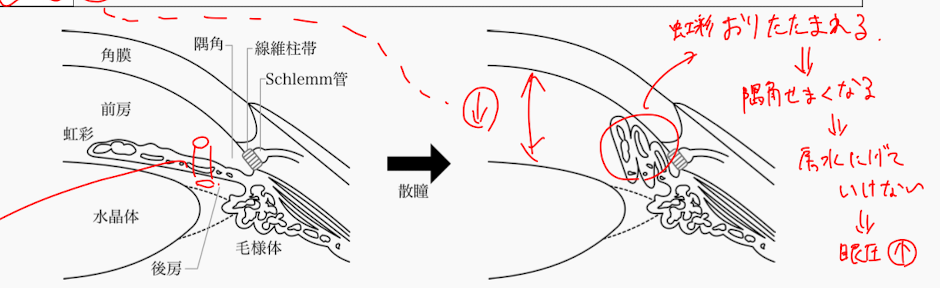 隅角
線維柱帯
角膜
Schlemm管
前房
虹彩
水晶体
後房
毛様体
散瞳
↓
虹彩 おりたたまれる.
⇓
隅角せまくなる
⇓
房水にげて
いけない
⇓
眼圧 ↑